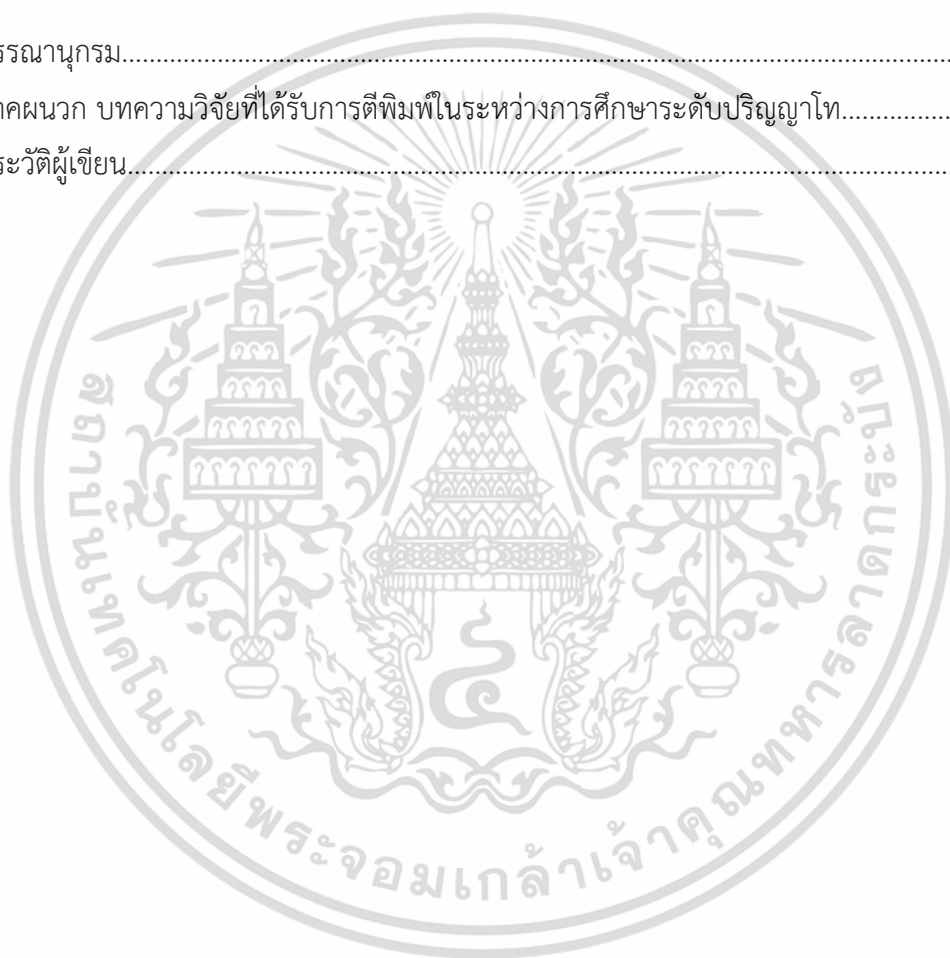 รรณานุกรม....................................................................................................................
าคผนวก บทความวิจัยที่ได้รับการตีพิมพ์ในระหว่างการศึกษาระดับปริญญาโท................
ระวัติผู้เขียน....................................................................................................................
สถาบันเทคโนโลยีพระจอมเกล้าเจ้าคุณทหารลาดกระบัง
๔